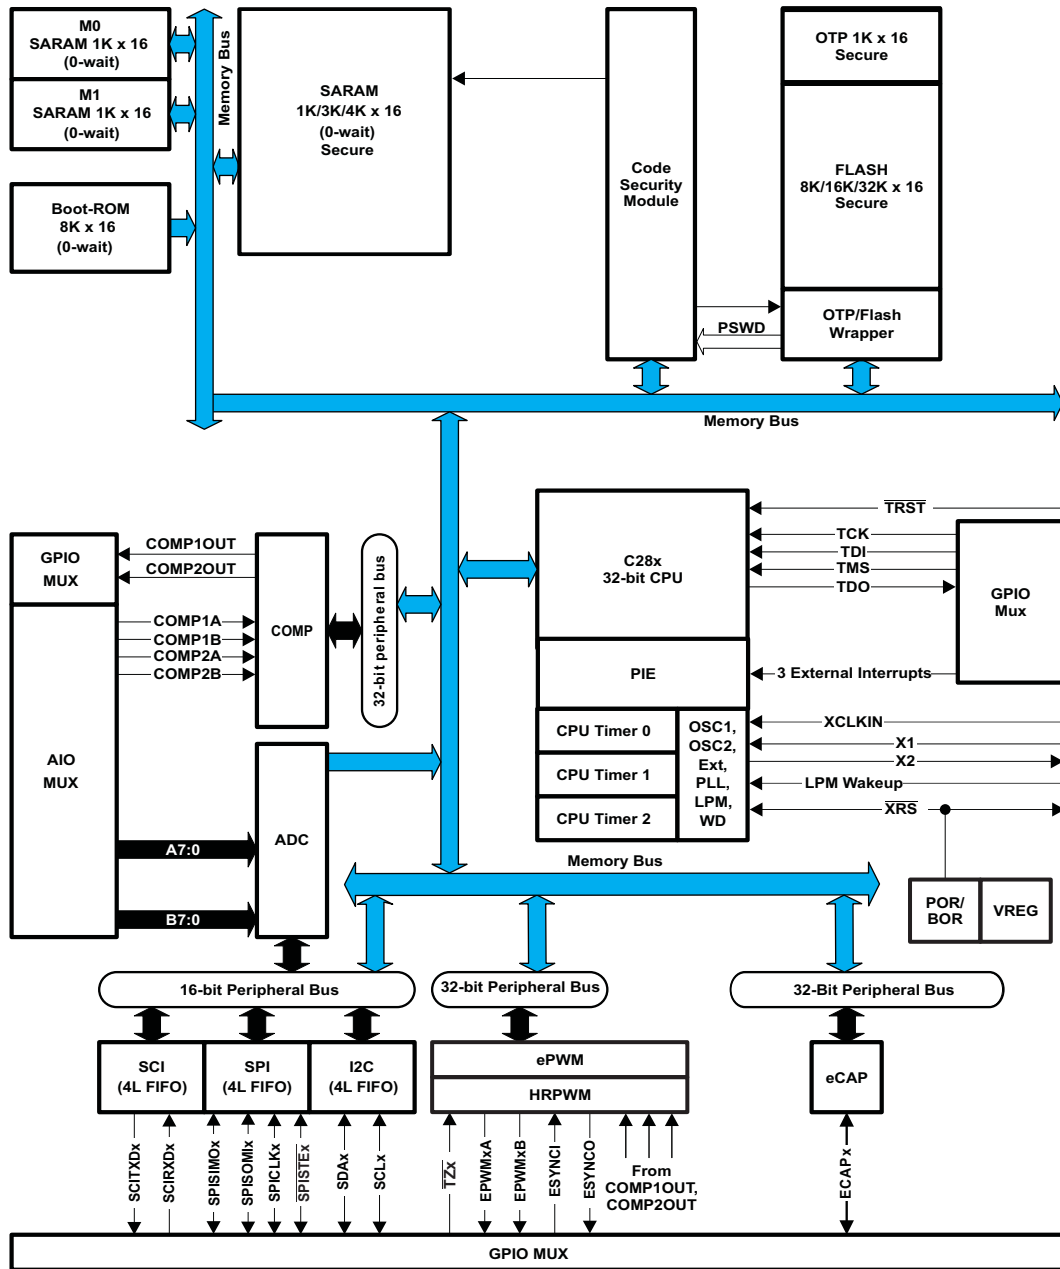 M0
SARAM 1K x 16
(0-wait)
M1
SARAM 1K x 16
(0-wait)
Boot-ROM
8K x 16
(0-wait)
Memory Bus
SARAM
1K/3K/4K x 16
(0-wait)
Secure
Code
Security
Module
OTP 1K x 16
Secure
FLASH
8K/16K/32K x 16
Secure
OTP/Flash
Wrapper
PSWD
Memory Bus
GPIO
MUX
COMP1OUT
COMP2OUT
COMP1A
COMP1B
COMP2A
COMP2B
COMP
32-bit peripheral bus
AIO
MUX
A7:0
B7:0
ADC
C28x
32-bit CPU
PIE
CPU Timer 0
CPU Timer 1
CPU Timer 2
OSC1,
OSC2,
Ext,
PLL,
LPM,
WD
TRST
TCK
TDI
TMS
TDO
GPIO
Mux
3 External Interrupts
XCLKIN
X1
X2
LPM Wakeup
XRS
POR/
BOR
VREG
Memory Bus
16-bit Peripheral Bus
32-bit Peripheral Bus
32-Bit Peripheral Bus
SCI
(4L FIFO)
SPI
(4L FIFO)
I2C
(4L FIFO)
ePWM
HRPWM
eCAP
SCITXDx
SCIRXDx
SPISIMOx
SPISOMIx
SPICLKx
SPISTEx
SDAx
SCLx
TZx
EPWMxA
EPWMxB
ESYNCI
ESYNCO
From
COMP1OUT,
COMP2OUT
ECAPx
GPIO MUX